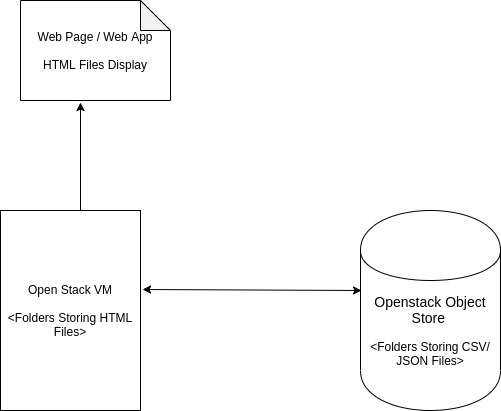 Web Page / Web App
HTML Files Display
Open Stack VM
<Folders Storing HTML
Files>
Openstack Object
Store
<Folders Storing CSV/
JSON Files>